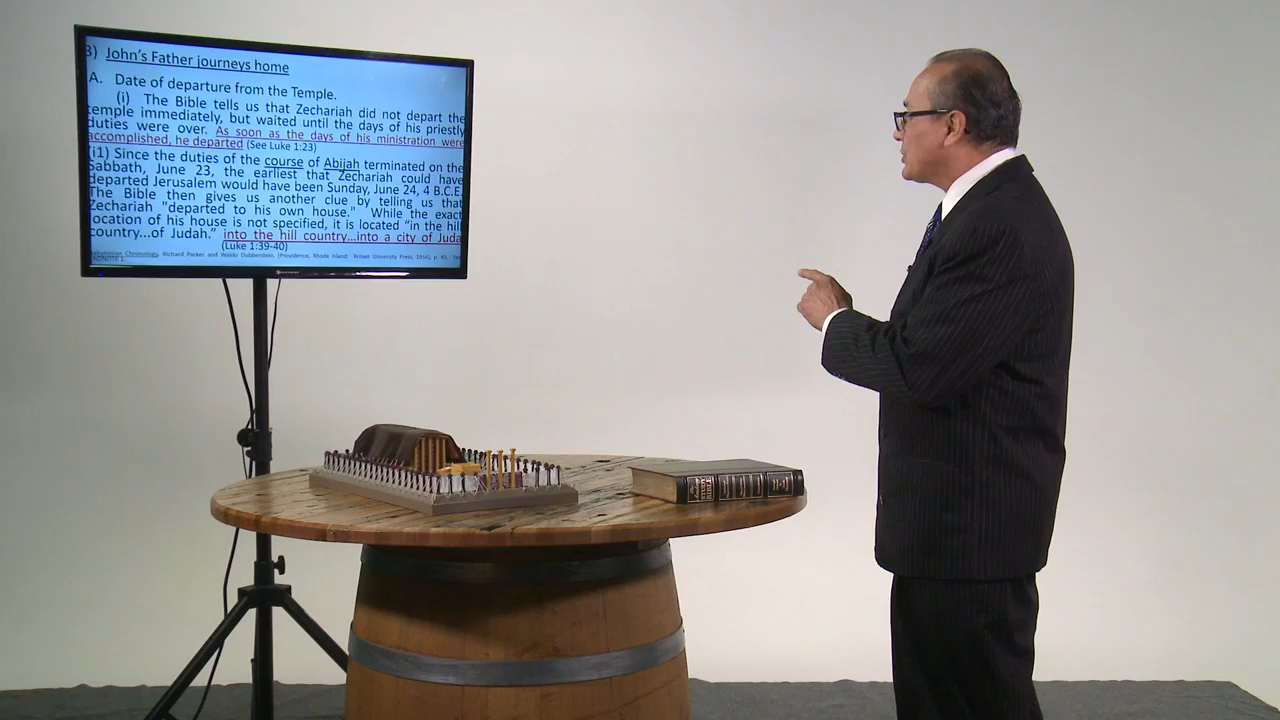 3) John's Father journeys home
A. Date of departure from the Temple.
(i) The Bible tells us that Zechariah did not depart the
temple immediately, but waited until the days of his priestly
duties were over. As soon as the days of his ministration were
accomplished, he departed (See Luke 1:23)
(i1) Since the duties of the course of Abijah terminated on the
Sabbath, June 23, the earliest that Zechariah could have
departed Jerusalem would have been Sunday, June 24, 4 B.C.E.
The Bible then gives us another clue by telling us that
Zechariah "departed to his own house." While the exact
location of his house is not specified, it is located "in the hill
country...of Judah." into the hill country...into a city of Juda
(Luke 1:39-40)
Chronology, Richard Parker and Waldo Dubberstein, (Providence, Rhode Island: Brown University Press, 1956), p. 45.